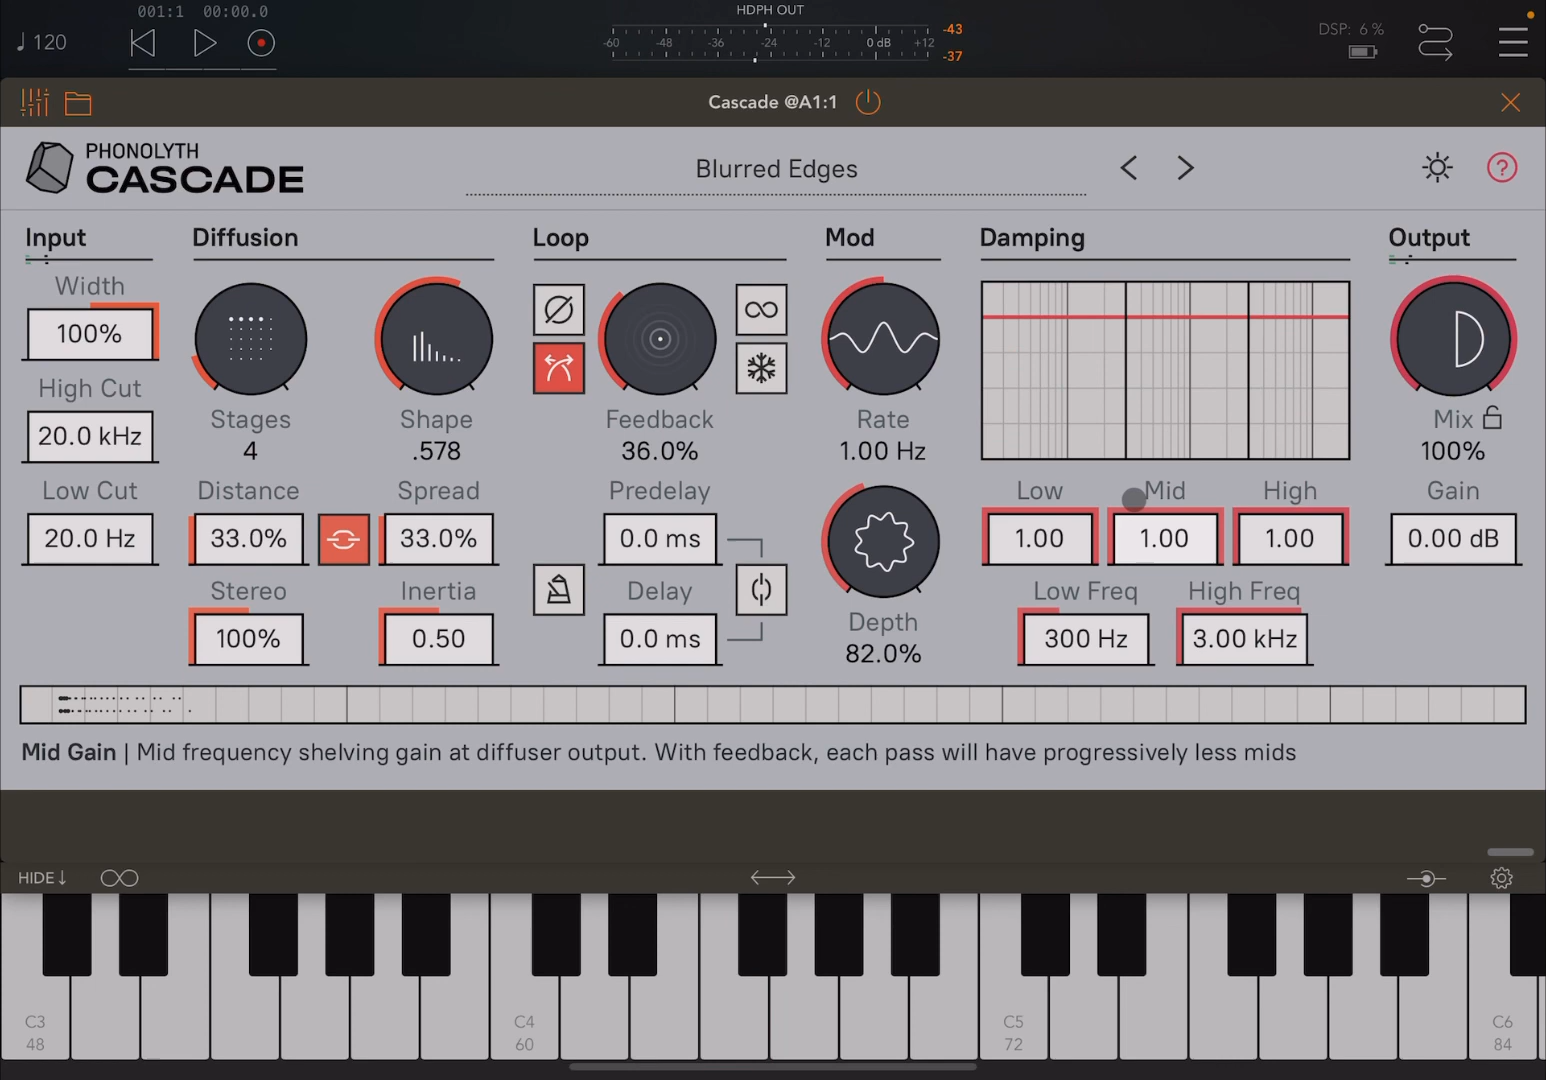 001:1 00:00.0
HDPH OUT
120
-60 -48 -36 -24 -12 0 dB +12
-43
-37
DSP: 6 %
Cascade @A1:1
PHONOLYTH
CASCADE
Blurred Edges
?
Input Diffusion Loop Mod Damping Output
Width
100%
High Cut
20.0 kHz
Low Cut
20.0 Hz
Stages
4
Shape
.578
Distance
33.0%
Spread
33.0%
Stereo
100%
Inertia
0.50
Feedback
36.0%
Predelay
0.0 ms
Delay
0.0 ms
Rate
1.00 Hz
Depth
82.0%
Low Mid High
1.00 1.00 1.00
Low Freq High Freq
300 Hz 3.00 kHz
Mix
100%
Gain
0.00 dB
Mid Gain | Mid frequency shelving gain at diffuser output. With feedback, each pass will have progressively less mids
HIDE↓
C3 C4 C5 C6
48 60 72 84